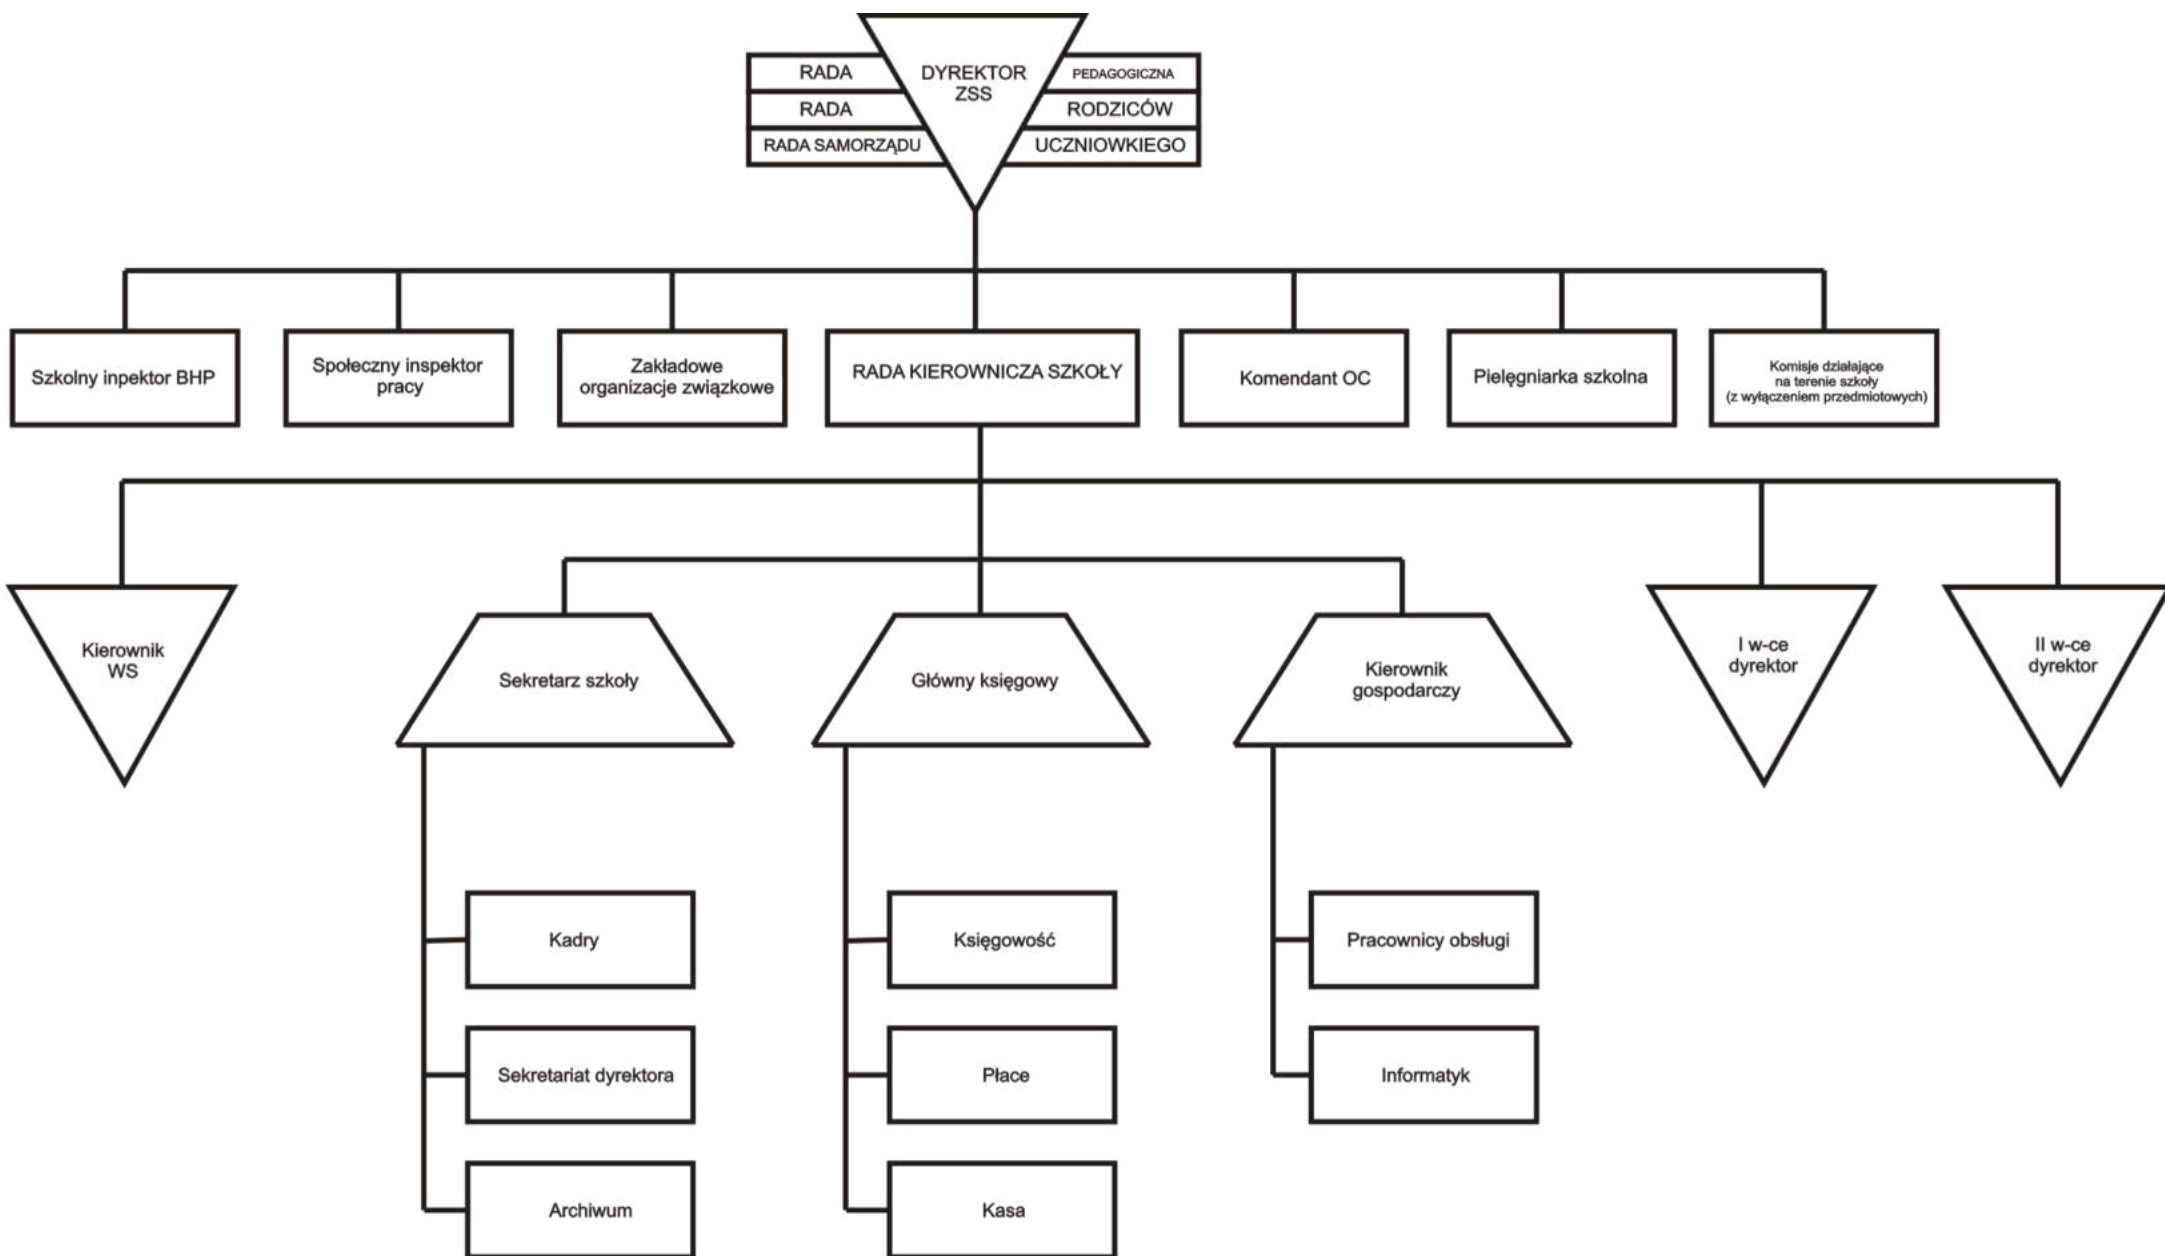 RADA
DYREKTOR
ZSS
PEDAGOGICZNA
RADA
RODZICÓW
RADA SAMORZĄDU
UCZNIOWKIEGO
Szkolny inpektor BHP
Społeczny inspektor
pracy
Zakładowe
organizacje związkowe
RADA KIEROWNICZA SZKOŁY
Komendant OC
Pielęgniarka szkolna
Komisje działające
na terenie szkoły
(z wyłączeniem przedmiotowych)
Kierownik
WS
Sekretarz szkoły
Główny księgowy
Kierownik
gospodarczy
I w-ce
dyrektor
II w-ce
dyrektor
Kadry
Księgowość
Pracownicy obsługi
Sekretariat dyrektora
Płace
Informatyk
Archiwum
Kasa